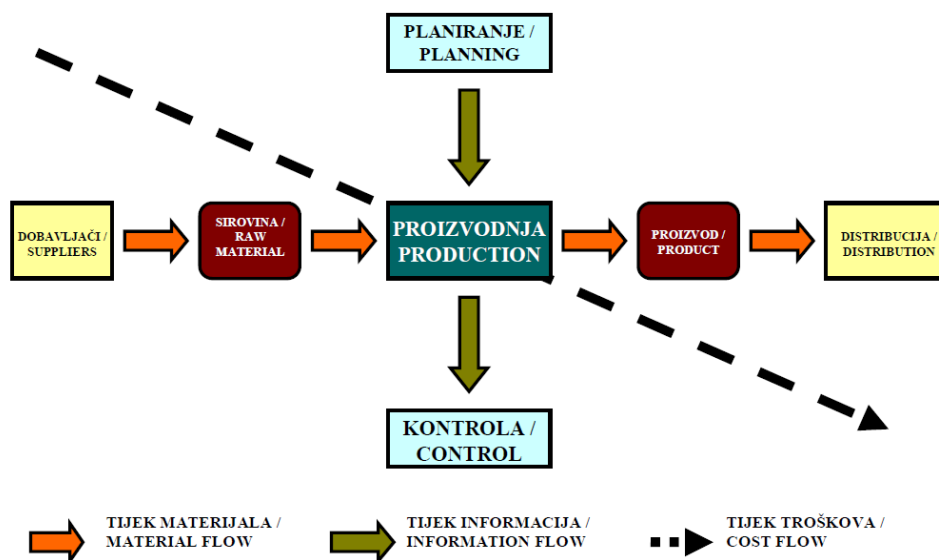 PLANIRANJE /
PLANNING
DOBAVLJAČI /
SUPPLIERS
SIROVINA /
RAW
MATERIAL
PROIZVODNJA
PRODUCTION
PROIZVOD /
PRODUCT
DISTRIBUCIJA /
DISTRIBUTION
KONTROLA /
CONTROL
TIJEK MATERIJALA /
MATERIAL FLOW
TIJEK INFORMACIJA /
INFORMATION FLOW
TIJEK TROŠKOVA /
COST FLOW